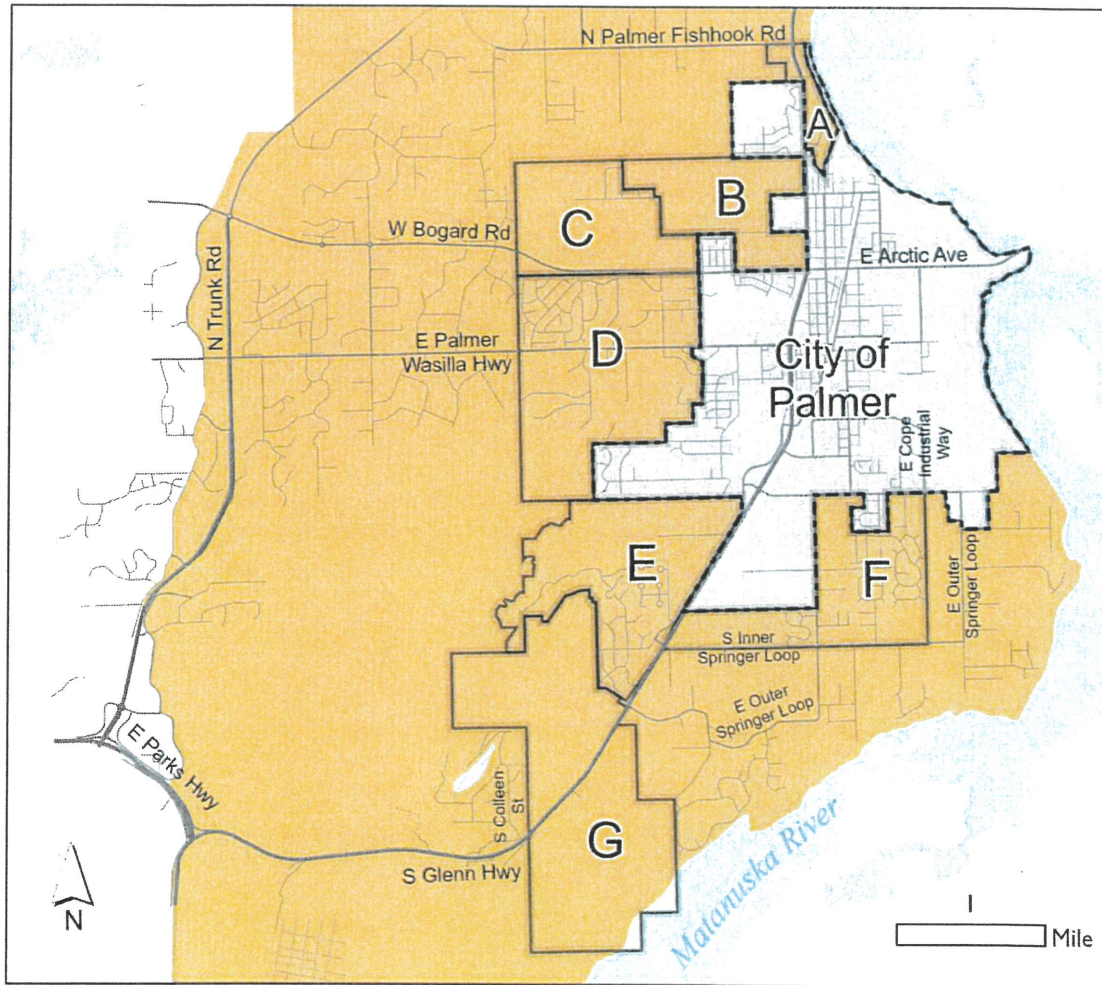 N Palmer Fishhook Rd
A
B
C
W Bogard Rd
E Arctic Ave
N Trunk Rd
E Palmer
Wasilla Hwy
D
City of
Palmer
E Cope
Industrial
Way
E
F
E Outer
Springer Loop
S Inner
Springer Loop
E Outer
Springer Loop
E Parks Hwy
S Colleen
St
G
S Glenn Hwy
Matanuska River
N
1
Mile